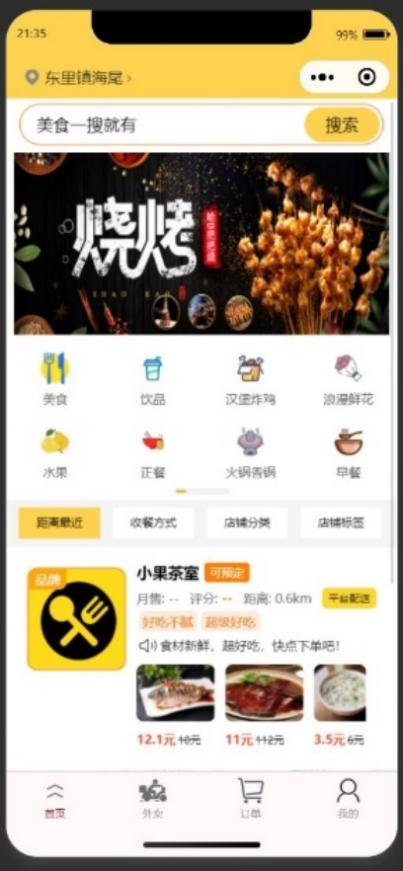 21:35 99%
东里镇海尾 ›
美食一搜就有 搜索
烧烤
SHAO KAO
美食 饮品 汉堡炸鸡 浪漫鲜花
水果 正餐 火锅香锅 早餐
距离最近 收餐方式 店铺分类 店铺标签
品牌 小果茶室 可预定
月售: -- 评分: -- 距离: 0.6km 平台配送
好吃不腻 超级好吃
食材新鲜，超好吃，快点下单吧!
12.1元 10元 11元 112元 3.5元 6元
首页 外卖 订单 我的